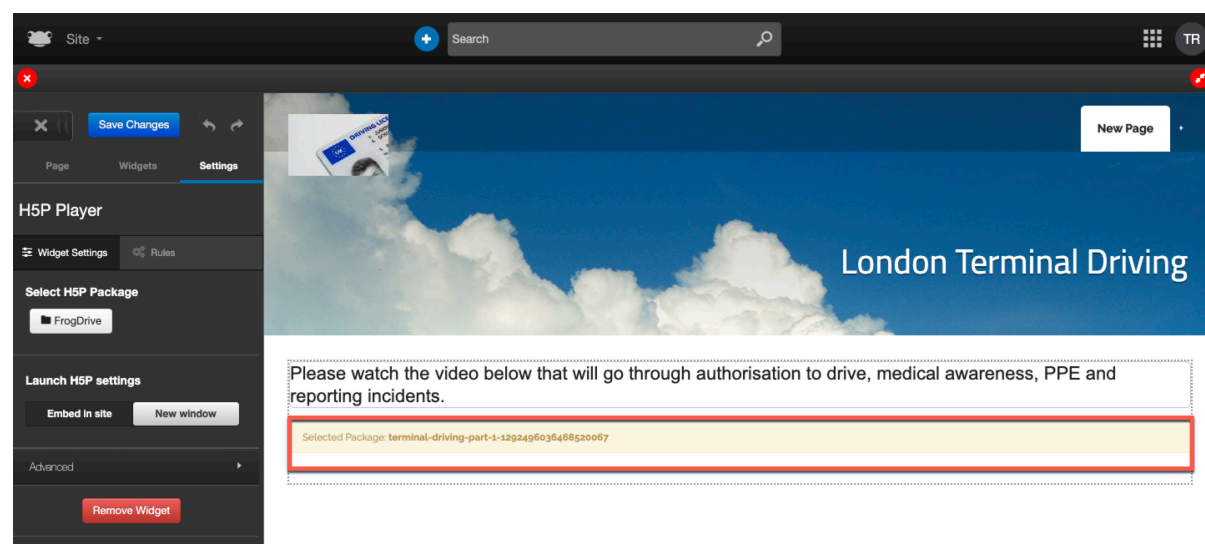 Site
Search
TR
Save Changes
New Page
DRIVING LICE
UK
Page Widgets Settings
H5P Player
Widget Settings Rules
London Terminal Driving
Select H5P Package
FrogDrive
Please watch the video below that will go through authorisation to drive, medical awareness, PPE and
reporting incidents.
Launch H5P settings
Embed in site New window
Selected Package: terminal-driving-part-1-1292496036468520067
Advanced
Remove Widget